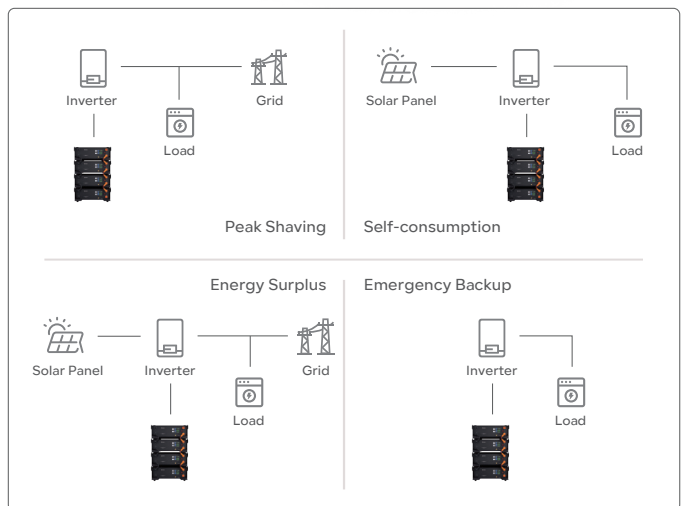 Inverter
Grid
Load
Peak Shaving
Solar Panel
Inverter
Load
Self-consumption
Energy Surplus
Solar Panel
Inverter
Grid
Load
Emergency Backup
Inverter
Load